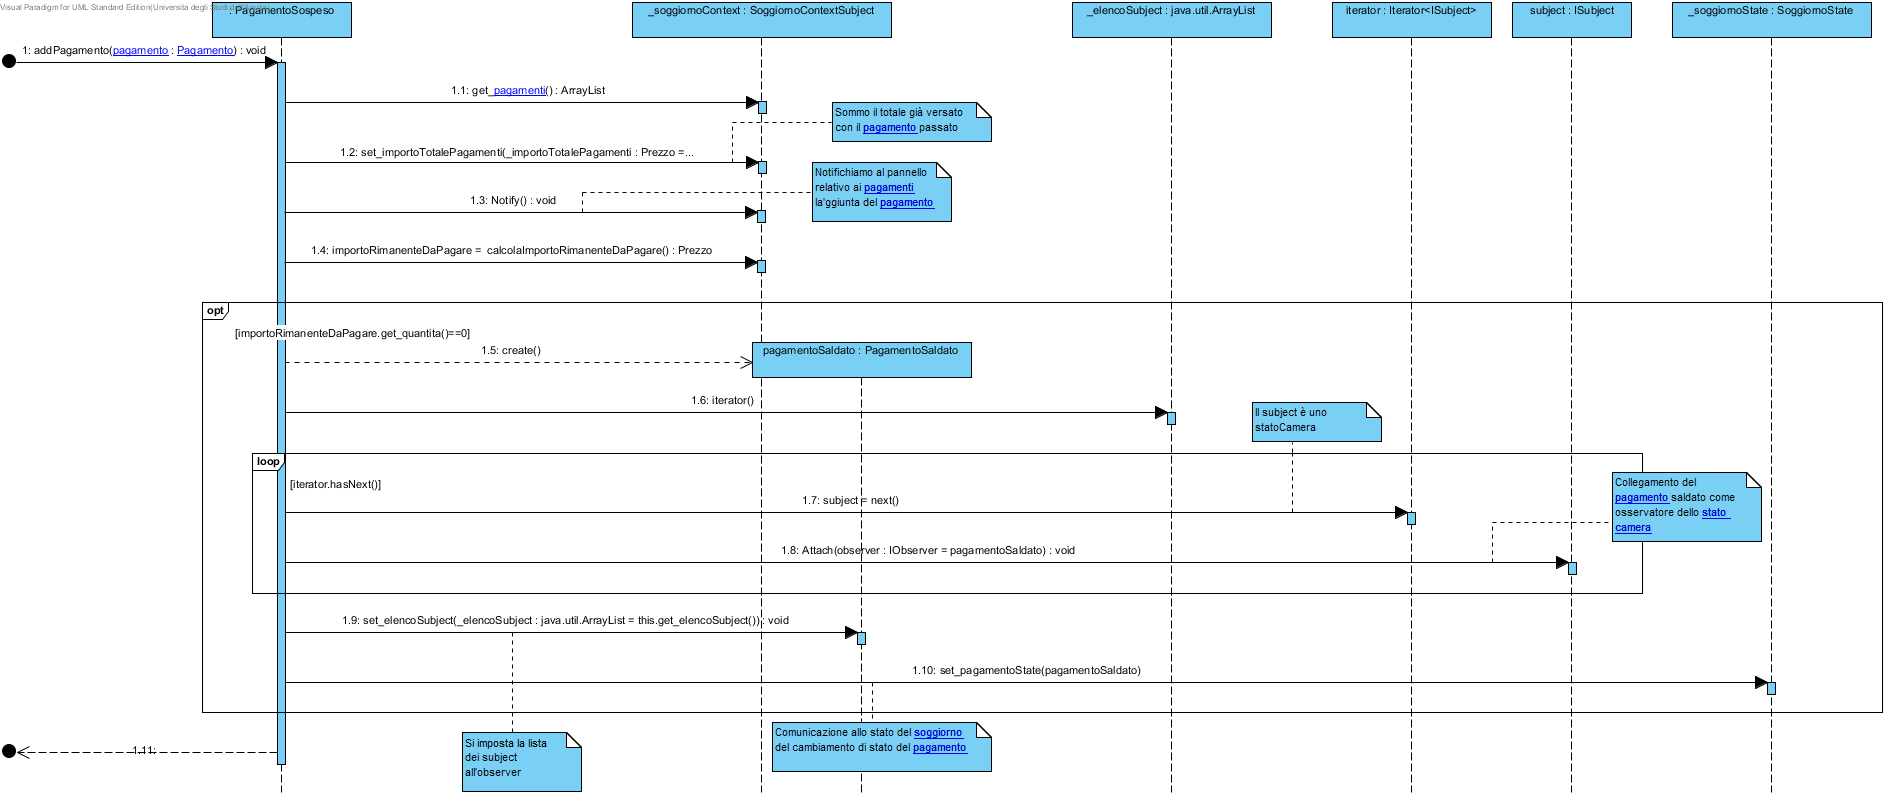 Visual Paradigm for UML Standard Edition(Universita degli Studi di
: PagamentoSospeso
_soggiornoContext : SoggiornoContextSubject
_elencoSubject : java.util.ArrayList
iterator : Iterator<ISubject>
subject : ISubject
_soggiornoState : SoggiornoState
1: addPagamento(pagamento : Pagamento) : void
1.1: get_pagamenti() : ArrayList
Sommo il totale già versato
con il pagamento passato
1.2: set_importoTotalePagamenti(_importoTotalePagamenti : Prezzo =...
Notifichiamo al pannello
relativo ai pagamenti
la'ggiunta del pagamento
1.3: Notify() : void
1.4: importoRimanenteDaPagare = calcolaImportoRimanenteDaPagare() : Prezzo
opt
[importoRimanenteDaPagare.get_quantita()==0]
1.5: create()
pagamentoSaldato : PagamentoSaldato
1.6: iterator()
Il subject è uno
statoCamera
loop
[iterator.hasNext()]
1.7: subject = next()
Collegamento del
pagamento saldato come
osservatore dello stato
camera
1.8: Attach(observer : IObserver = pagamentoSaldato) : void
1.9: set_elencoSubject(_elencoSubject : java.util.ArrayList = this.get_elencoSubject()) : void
1.10: set_pagamentoState(pagamentoSaldato)
Comunicazione allo stato del soggiorno
del cambiamento di stato del pagamento
Si imposta la lista
dei subject
all'observer
1.11: